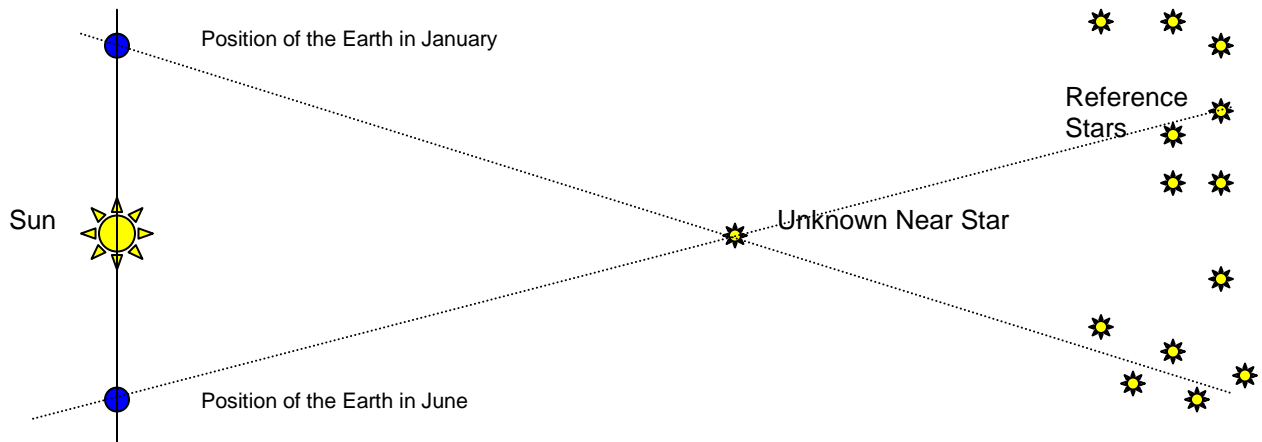 Position of the Earth in January
Reference
Stars
Sun
Unknown Near Star
Position of the Earth in June